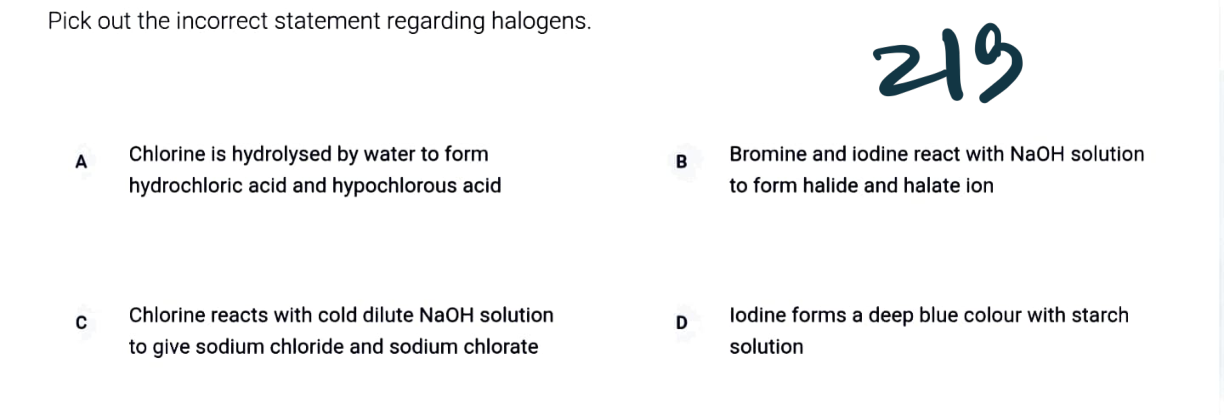 Pick out the incorrect statement regarding halogens.
219
A
Chlorine is hydrolysed by water to form
hydrochloric acid and hypochlorous acid
B
Bromine and iodine react with NaOH solution
to form halide and halate ion
C
Chlorine reacts with cold dilute NaOH solution
to give sodium chloride and sodium chlorate
D
Iodine forms a deep blue colour with starch
solution